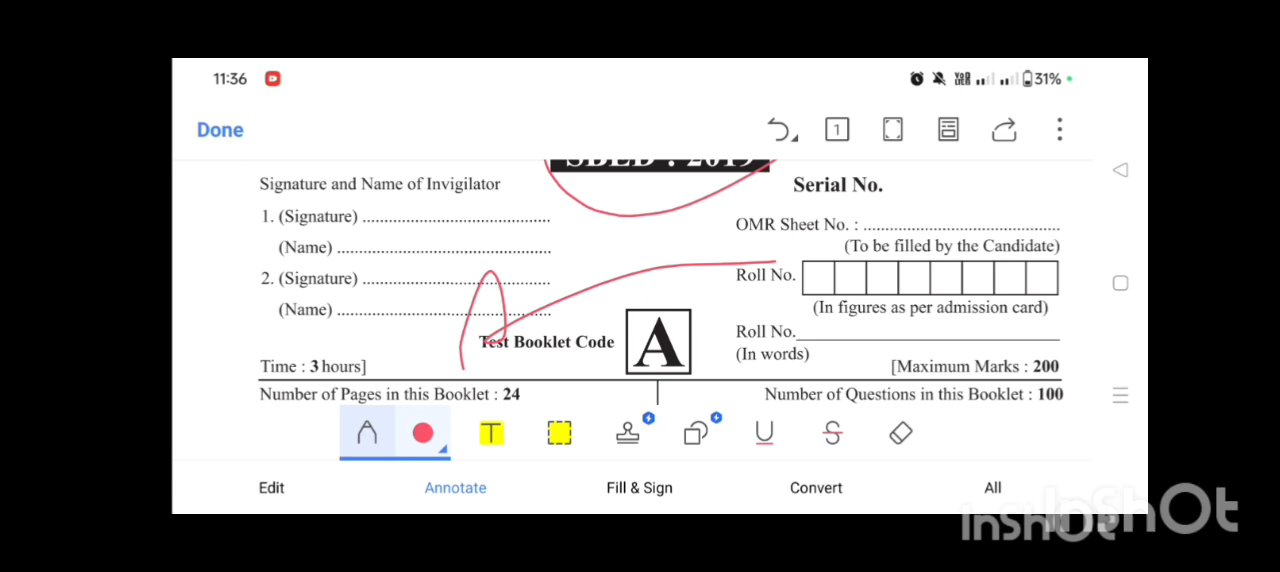 11:36 31%
Done 1
Signature and Name of Invigilator
Serial No.
1. (Signature) ..................................................
OMR Sheet No. : .....................................................
(Name) .........................................................
(To be filled by the Candidate)
2. (Signature) ..................................................
Roll No.
(In figures as per admission card)
(Name) .........................................................
Test Booklet Code A
Roll No.
(In words)
Time : 3 hours]
[Maximum Marks : 200
Number of Pages in this Booklet : 24
Number of Questions in this Booklet : 100
T U S
Edit Annotate Fill & Sign Convert All
InShOt